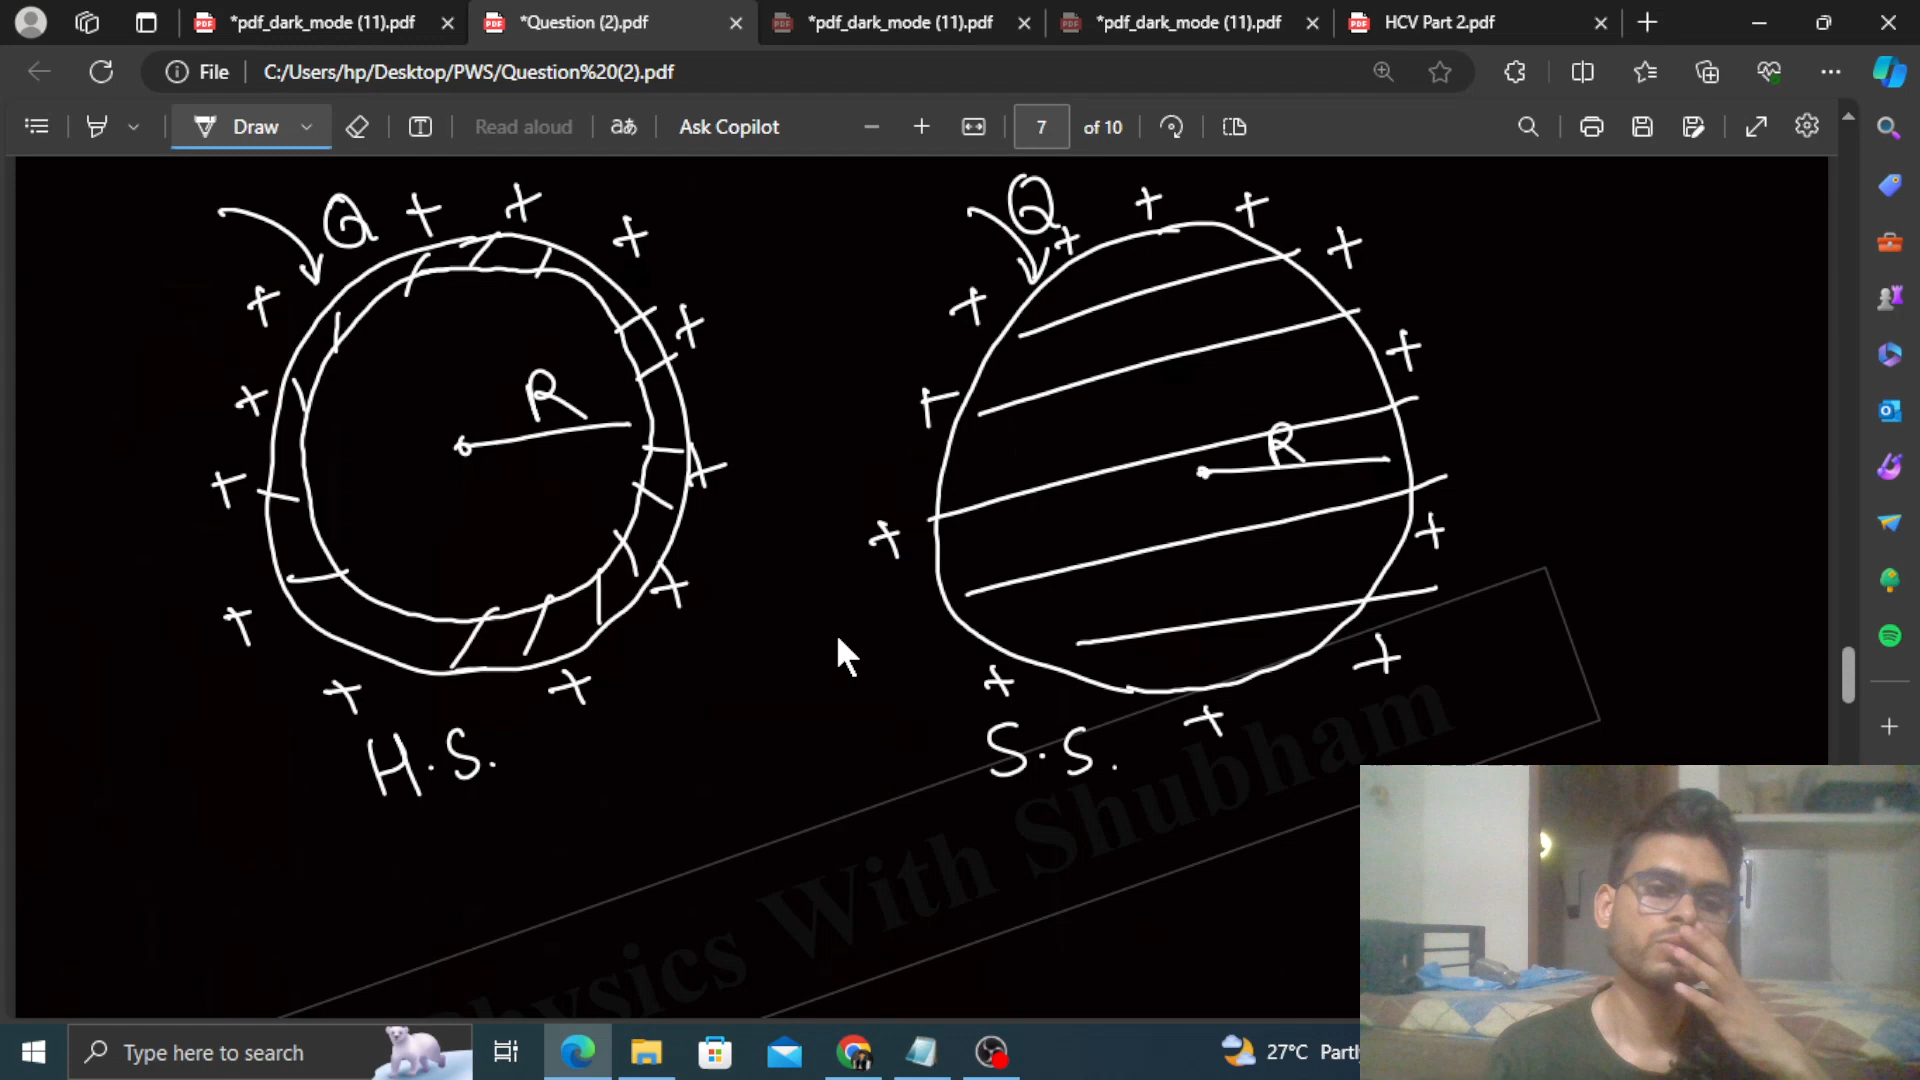 *pdf_dark_mode (11).pdf
*Question (2).pdf
*pdf_dark_mode (11).pdf
*pdf_dark_mode (11).pdf
HCV Part 2.pdf
File
C:/Users/hp/Desktop/PWS/Question%20(2).pdf
Draw
Read aloud
aあ
Ask Copilot
7
of 10
Q + + +
Q + + + +
+ +
+ +
+ +
R
R
+ +
+ +
+ +
+ +
+ +
+ + +
H.S.
S.S.
Physics With Shubham
Type here to search
27°C